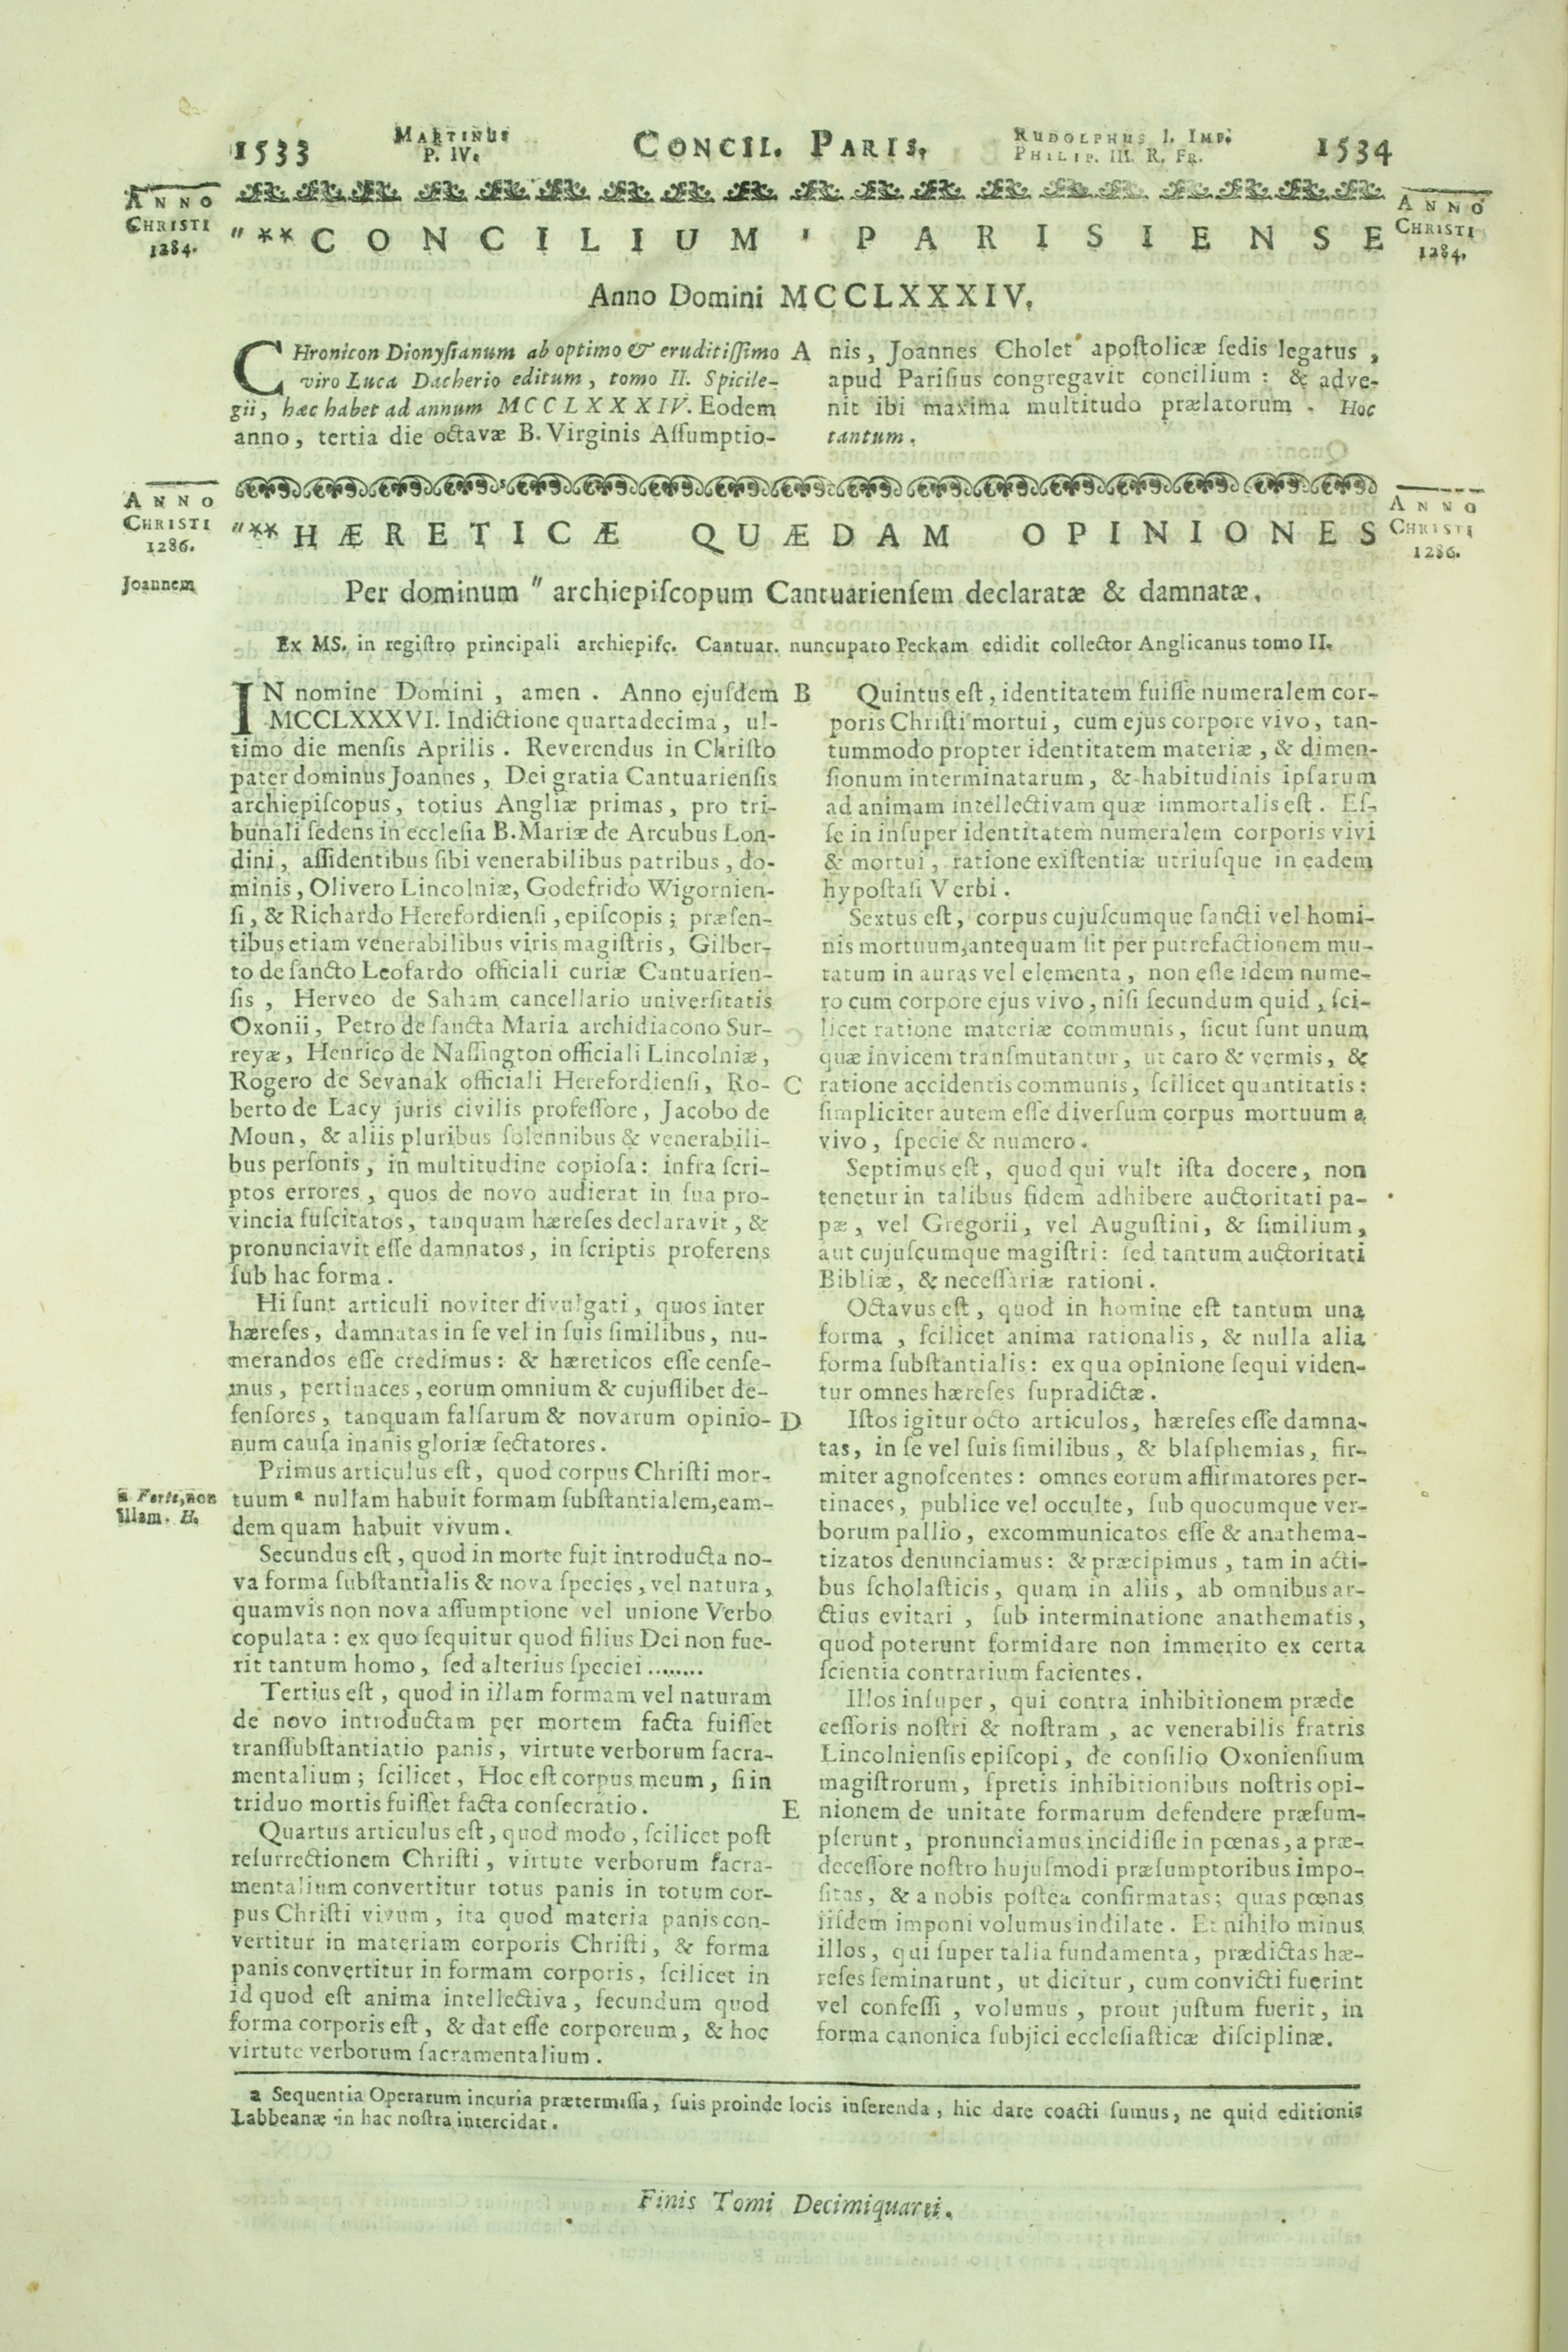 1533
MARTINUS
P. IV.
CONCIL. PARIS.
RUDOLPHUS I. IMP.
PHILIP. III. R. FR.
1534
ANNO
CHRISTI
1284.
"** CONCILIUM PARISIENSE
ANNO
CHRISTI
1284.
Anno Domini MCCLXXXIV.
CHronicon Dionyſianum ab optimo & eruditiſſimo
viro Luca Dacherio editum, tomo II. Spicile-
gii, hæc habet ad annum MCCLXXXIV. Eodem
anno, tertia die octavæ B. Virginis Aſſumptio-
A
nis, Joannes Cholet apoſtolicæ ſedis legatus,
apud Pariſius congregavit concilium: & adve-
nit ibi maxima multitudo prælatorum. Hoc
tantum.
ANNO
CHRISTI
1286.
"** HÆRETICÆ QUÆDAM OPINIONES
ANNO
CHRISTI
1286.
Joannem
Per dominum " archiepiſcopum Cantuarienſem declaratæ & damnatæ.
Ex MS. in regiſtro principali archiepiſc. Cantuar. nuncupato Peckam edidit collector Anglicanus tomo II.
IN nomine Domini, amen. Anno ejuſdem
MCCLXXXVI. Indictione quartadecima, ul-
timo die menſis Aprilis. Reverendus in Chriſto
pater dominus Joannes, Dei gratia Cantuarienſis
archiepiſcopus, totius Angliæ primas, pro tri-
bunali ſedens in eccleſia B. Mariæ de Arcubus Lon-
dini, aſſidentibus ſibi venerabilibus patribus, do-
minis, Olivero Lincolniæ, Godefrido Wigornien-
ſi, & Richardo Herefordienſi, epiſcopis; præſen-
tibus etiam venerabilibus viris magiſtris, Gilber-
to de ſancto Leofardo officiali curiæ Cantuarien-
ſis, Herveo de Saham cancellario univerſitatis
Oxonii, Petro de ſancta Maria archidiacono Sur-
reyæ, Henrico de Naſſington officiali Lincolniæ,
Rogero de Sevanak officiali Herefordienſi, Ro-
berto de Lacy juris civilis profeſſore, Jacobo de
Moun, & aliis pluribus ſolennibus & venerabili-
bus perſonis, in multitudine copioſa: infra ſcri-
ptos errores, quos de novo audierat in ſua pro-
vincia ſuſcitatos, tanquam hæreſes declaravit, &
pronunciavit eſſe damnatos, in ſcriptis proferens
ſub hac forma.
Hi ſunt articuli noviter divulgati, quos inter
hæreſes, damnatas in ſe vel in ſuis ſimilibus, nu-
merandos eſſe credimus: & hæreticos eſſe cenſe-
mus, pertinaces, eorum omnium & cujuſlibet de-
fenſores, tanquam falſarum & novarum opinio-
num cauſa inanis gloriæ ſectatores.
Primus articulus eſt, quod corpus Chriſti mor-
tuum a nullam habuit formam ſubſtantialem, eam-
dem quam habuit vivum.
a Forte, non
illam. H.
Secundus eſt, quod in morte fuit introducta no-
va forma ſubſtantialis & nova ſpecies, vel natura,
quamvis non nova aſſumptione vel unione Verbo
copulata: ex quo ſequitur quod filius Dei non fue-
rit tantum homo, ſed alterius ſpeciei ........
Tertius eſt, quod in illam formam vel naturam
de novo introductam per mortem facta fuiſſet
tranſſubſtantiatio panis, virtute verborum ſacra-
mentalium; ſcilicet, Hoc eſt corpus meum, ſi in
triduo mortis fuiſſet facta conſecratio.
Quartus articulus eſt, quod modo, ſcilicet poſt
reſurrectionem Chriſti, virtute verborum ſacra-
mentalium convertitur totus panis in totum cor-
pus Chriſti vivum, ita quod materia panis con-
vertitur in materiam corporis Chriſti, & forma
panis convertitur in formam corporis, ſcilicet in
id quod eſt anima intellectiva, ſecundum quod
forma corporis eſt, & dat eſſe corporeum, & hoc
virtute verborum ſacramentalium.
B
C
D
E
Quintus eſt, identitatem fuiſſe numeralem cor-
poris Chriſti mortui, cum ejus corpore vivo, tan-
tummodo propter identitatem materiæ, & dimen-
ſionum interminatarum, & habitudinis ipſarum
ad animam intellectivam quæ immortalis eſt. Eſ-
ſe in inſuper identitatem numeralem corporis vivi
& mortui, ratione exiſtentiæ utriuſque in eadem
hypoſtaſi Verbi.
Sextus eſt, corpus cujuſcumque ſancti vel homi-
nis mortuum, antequam ſit per putrefactionem mu-
tatum in auras vel elementa, non eſſe idem nume-
ro cum corpore ejus vivo, niſi ſecundum quid, ſci-
licet ratione materiæ communis, ſicut ſunt unum
quæ invicem tranſmutantur, ut caro & vermis, &
ratione accidentis communis, ſcilicet quantitatis:
ſimpliciter autem eſſe diverſum corpus mortuum a
vivo, ſpecie & numero.
Septimus eſt, quod qui vult iſta docere, non
tenetur in talibus fidem adhibere auctoritati pa-
pæ, vel Gregorii, vel Auguſtini, & ſimilium,
aut cujuſcumque magiſtri: ſed tantum auctoritati
Bibliæ, & neceſſariæ rationi.
Octavus eſt, quod in homine eſt tantum una
forma, ſcilicet anima rationalis, & nulla alia
forma ſubſtantialis: ex qua opinione ſequi viden-
tur omnes hæreſes ſupradictæ.
Iſtos igitur octo articulos, hæreſes eſſe damna-
tas, in ſe vel ſuis ſimilibus, & blaſphemias, fir-
miter agnoſcentes: omnes eorum affirmatores per-
tinaces, publice vel occulte, ſub quocumque ver-
borum pallio, excommunicatos eſſe & anathema-
tizatos denunciamus: & præcipimus, tam in acti-
bus ſcholaſticis, quam in aliis, ab omnibus ar-
ctius evitari, ſub interminatione anathematis,
quod poterunt formidare non immerito ex certa
ſcientia contrarium facientes.
Illos inſuper, qui contra inhibitionem præde
ceſſoris noſtri & noſtram, ac venerabilis fratris
Lincolnienſis epiſcopi, de conſilio Oxonienſium
magiſtrorum, ſpretis inhibitionibus noſtris opi-
nionem de unitate formarum defendere præſum-
pſerunt, pronunciamus incidiſſe in pœnas, a præ-
deceſſore noſtro hujuſmodi præſumptoribus impo-
ſitas, & a nobis poſtea confirmatas; quas pœnas
iiſdem imponi volumus indilate. Et nihilo minus
illos, qui ſuper talia fundamenta, prædictas hæ-
reſes ſeminarunt, ut dicitur, cum convicti fuerint
vel confeſſi, volumus, prout juſtum fuerit, in
forma canonica ſubjici eccleſiaſticæ diſciplinæ.
a Sequentia Operarum incuria prætermiſſa, ſuis proinde locis inſerenda, hic dare coacti ſumus, ne quid editionis
Labbeanæ in hac noſtra intercidat.
Finis Tomi Decimiquarti.